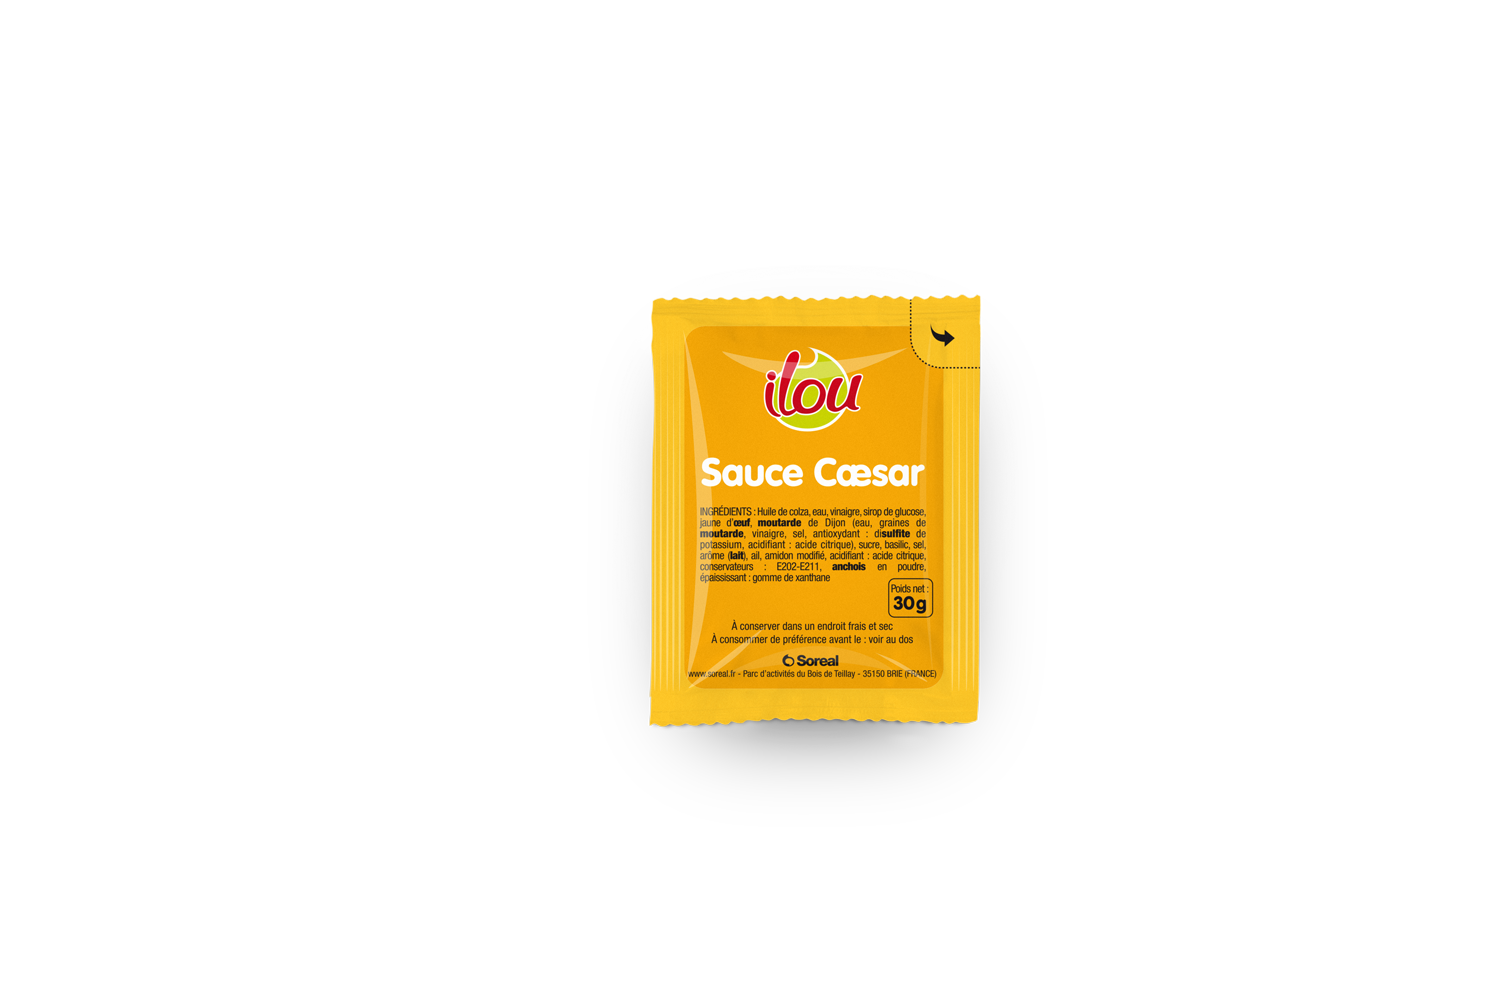 ilou
Sauce Cæsar
INGRÉDIENTS : Huile de colza, eau, vinaigre, sirop de glucose,
jaune d'œuf, moutarde de Dijon (eau, graines de
moutarde, vinaigre, sel, antioxydant : disulfite de
potassium, acidifiant : acide citrique), sucre, basilic, sel,
arôme (lait), ail, amidon modifié, acidifiant : acide citrique,
conservateurs : E202-E211, anchois en poudre,
épaississant : gomme de xanthane
Poids net :
30g
À conserver dans un endroit frais et sec
À consommer de préférence avant le : voir au dos
Soreal
www.soreal.fr - Parc d'activités du Bois de Teillay - 35150 BRIE (FRANCE)